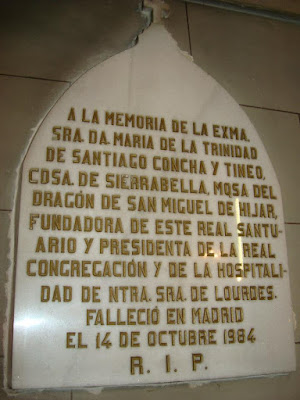 A LA MEMORIA DE LA EXMA.
SRA. DA. MARIA DE LA TRINIDAD
DE SANTIAGO CONCHA Y TINEO,
CDSA. DE SIERRABELLA, MQSA DEL
DRAGÓN DE SAN MIGUEL DE HIJAR,
FUNDADORA DE ESTE REAL SANTU-
ARIO Y PRESIDENTA DE LA REAL
CONGREGACIÓN Y DE LA HOSPITALI-
DAD DE NTRA. SRA. DE LOURDES.
FALLECIÓ EN MADRID
EL 14 DE OCTUBRE 1984
R. I. P.